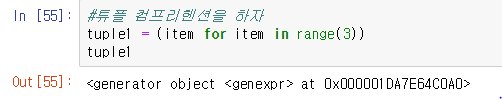 In [55]: #튜플 컴프리헨션을 하자
tuple1 = (item for item in range(3))
tuple1
Out[55]: <generator object <genexpr> at 0x000001DA7E64C0A0>